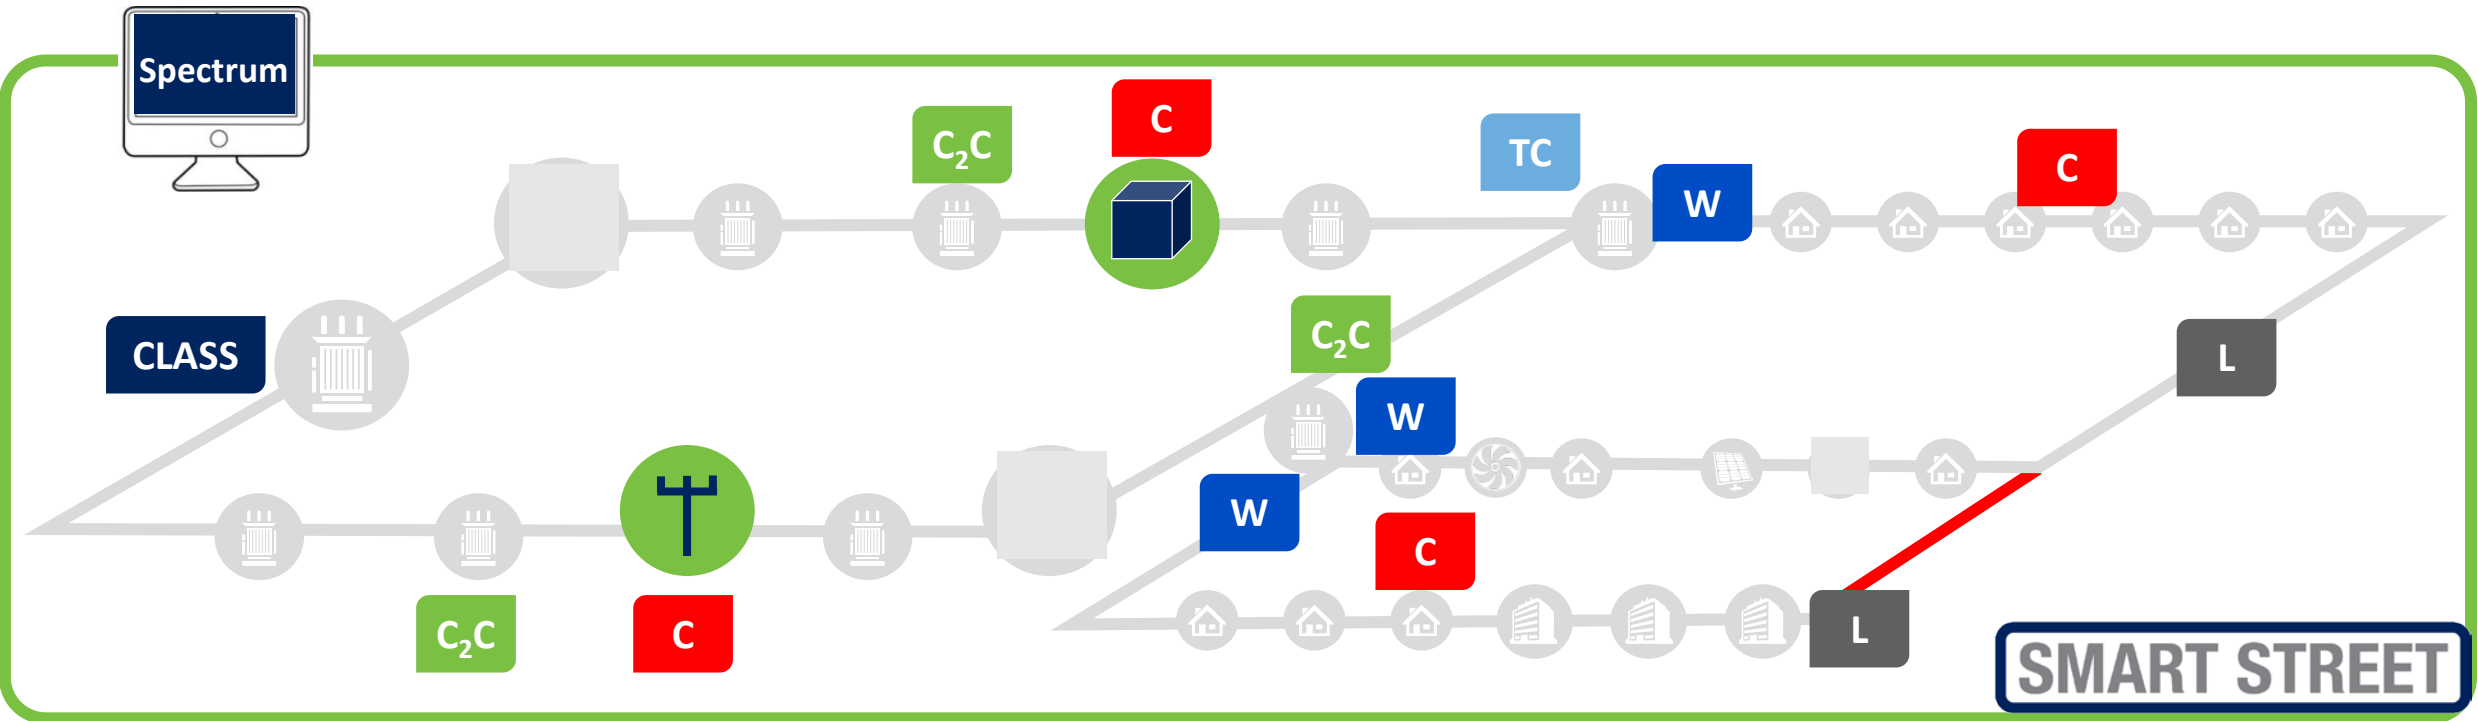 Spectrum
C
C₂C
TC
C
W
C₂C
CLASS
L
W
W
C
C₂C
C
L
SMART STREET